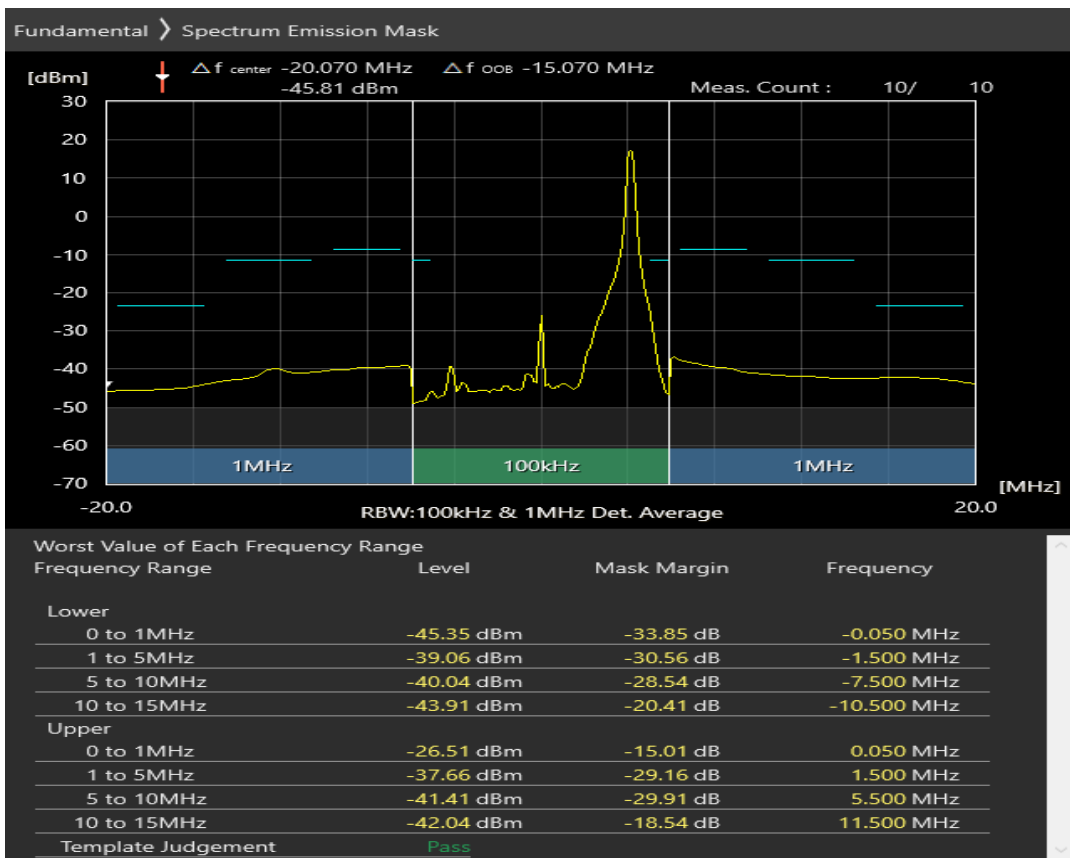 Fundamental 〉 Spectrum Emission Mask
[dBm]
△f center -20.070 MHz △f OOB -15.070 MHz
-45.81 dBm
Meas. Count : 10/ 10
30
20
10
0
-10
-20
-30
-40
-50
-60
-70
1MHz 100kHz 1MHz
[MHz]
-20.0 RBW:100kHz & 1MHz Det. Average 20.0
Worst Value of Each Frequency Range
Frequency Range Level Mask Margin Frequency
Lower
0 to 1MHz -45.35 dBm -33.85 dB -0.050 MHz
1 to 5MHz -39.06 dBm -30.56 dB -1.500 MHz
5 to 10MHz -40.04 dBm -28.54 dB -7.500 MHz
10 to 15MHz -43.91 dBm -20.41 dB -10.500 MHz
Upper
0 to 1MHz -26.51 dBm -15.01 dB 0.050 MHz
1 to 5MHz -37.66 dBm -29.16 dB 1.500 MHz
5 to 10MHz -41.41 dBm -29.91 dB 5.500 MHz
10 to 15MHz -42.04 dBm -18.54 dB 11.500 MHz
Template Judgement Pass